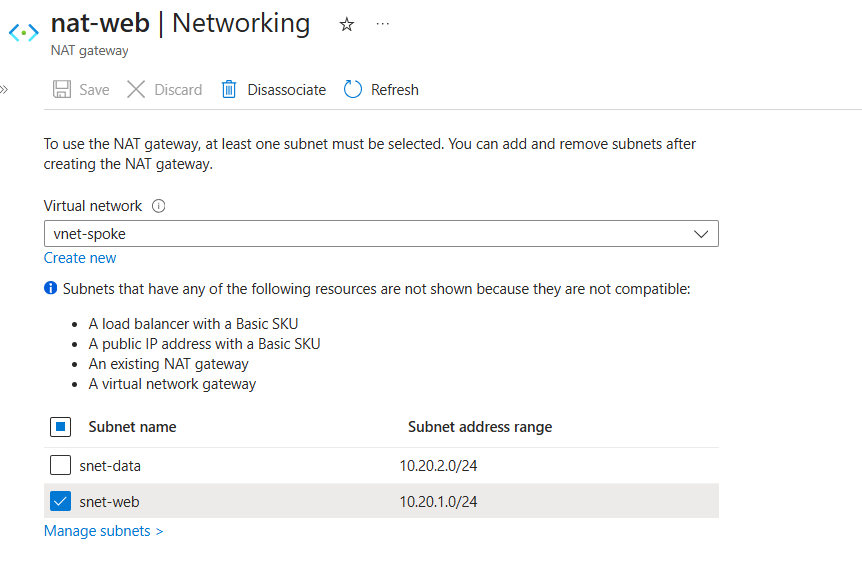 nat-web | Networking
NAT gateway
Save Discard Disassociate Refresh
To use the NAT gateway, at least one subnet must be selected. You can add and remove subnets after
creating the NAT gateway.
Virtual network
vnet-spoke
Create new
Subnets that have any of the following resources are not shown because they are not compatible:
A load balancer with a Basic SKU
A public IP address with a Basic SKU
An existing NAT gateway
A virtual network gateway
Subnet name Subnet address range
snet-data 10.20.2.0/24
snet-web 10.20.1.0/24
Manage subnets >